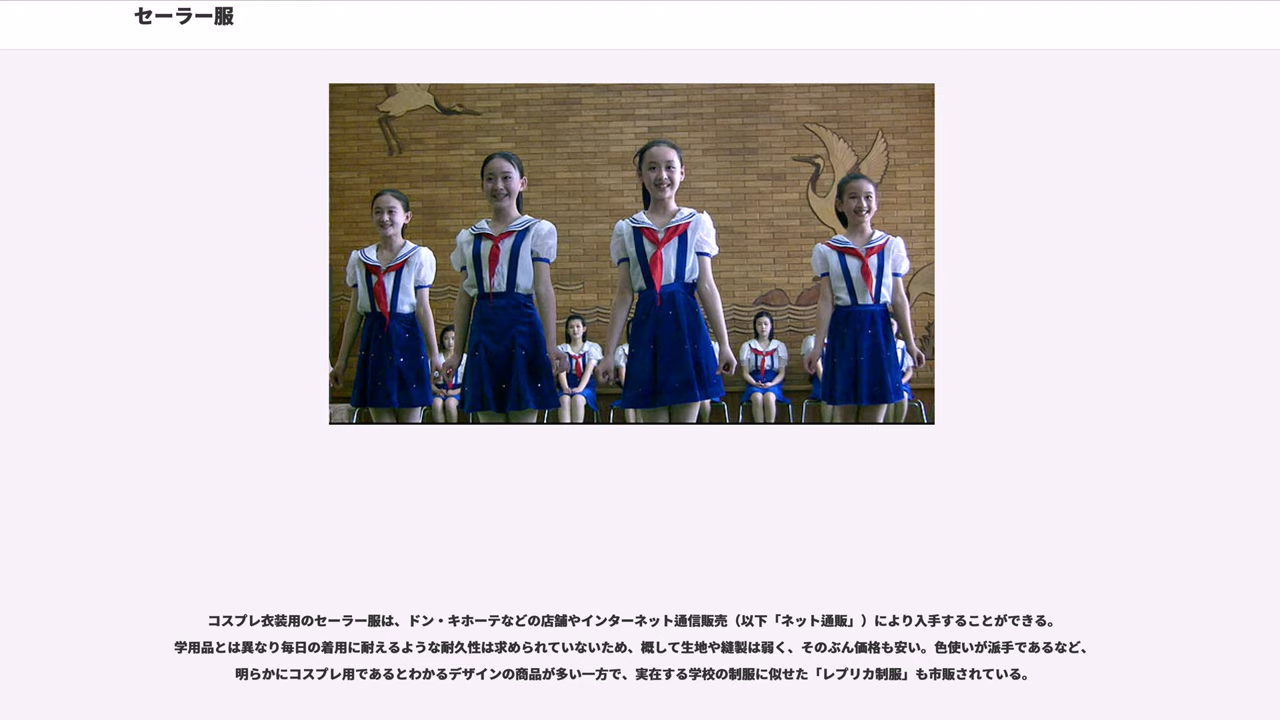 セーラー服
コスプレ衣装用のセーラー服は、ドン・キホーテなどの店舗やインターネット通信販売（以下「ネット通販」）により入手することができる。
学用品とは異なり毎日の着用に耐えるような耐久性は求められていないため、概して生地や縫製は弱く、そのぶん価格も安い。色使いが派手であるなど、
明らかにコスプレ用であるとわかるデザインの商品が多い一方で、実在する学校の制服に似せた「レプリカ制服」も市販されている。